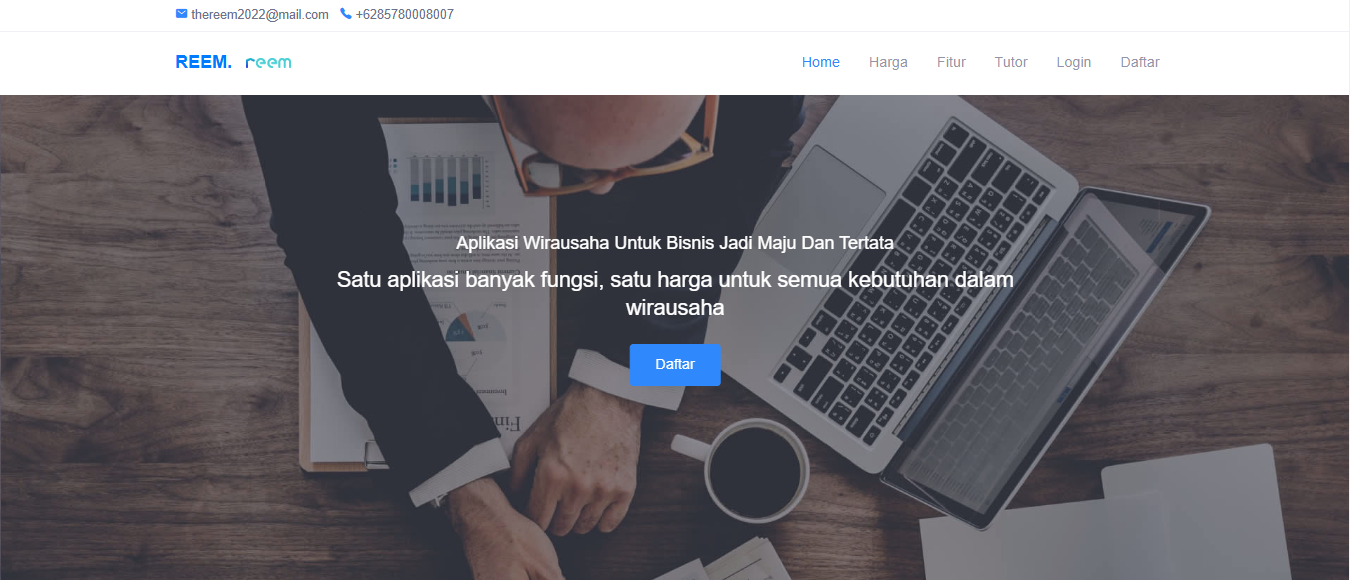 thereem2022@mail.com +6285780008007
REEM. reem
Home Harga Fitur Tutor Login Daftar
Aplikasi Wirausaha Untuk Bisnis Jadi Maju Dan Tertata
Satu aplikasi banyak fungsi, satu harga untuk semua kebutuhan dalam
wirausaha
Daftar